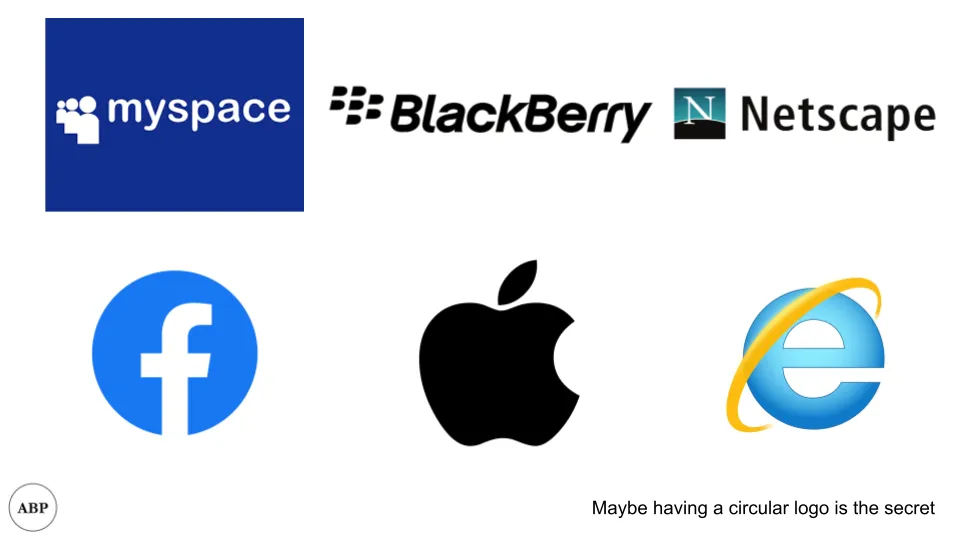 myspace
BlackBerry
N Netscape
f
e
ABP
Maybe having a circular logo is the secret